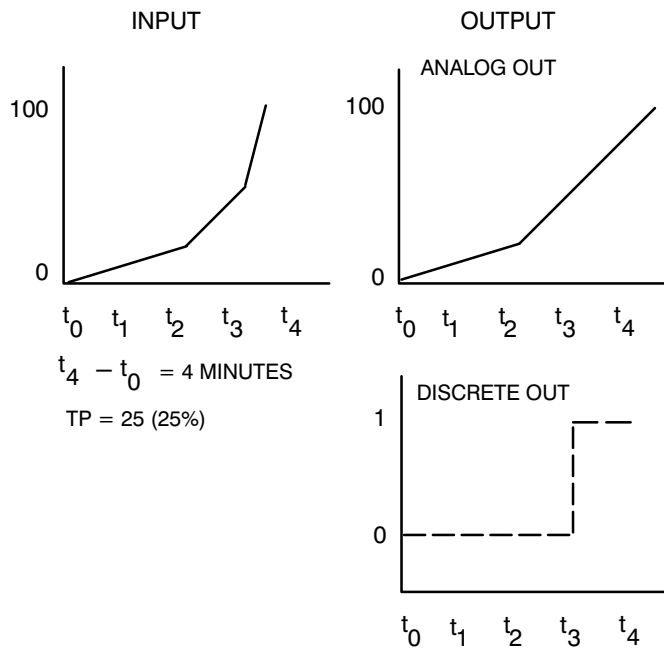 INPUT
100
0
t0 t1 t2 t3 t4
t4 – t0 = 4 MINUTES
TP = 25 (25%)
OUTPUT
ANALOG OUT
100
0
t0 t1 t2 t3 t4
DISCRETE OUT
1
0
t0 t1 t2 t3 t4